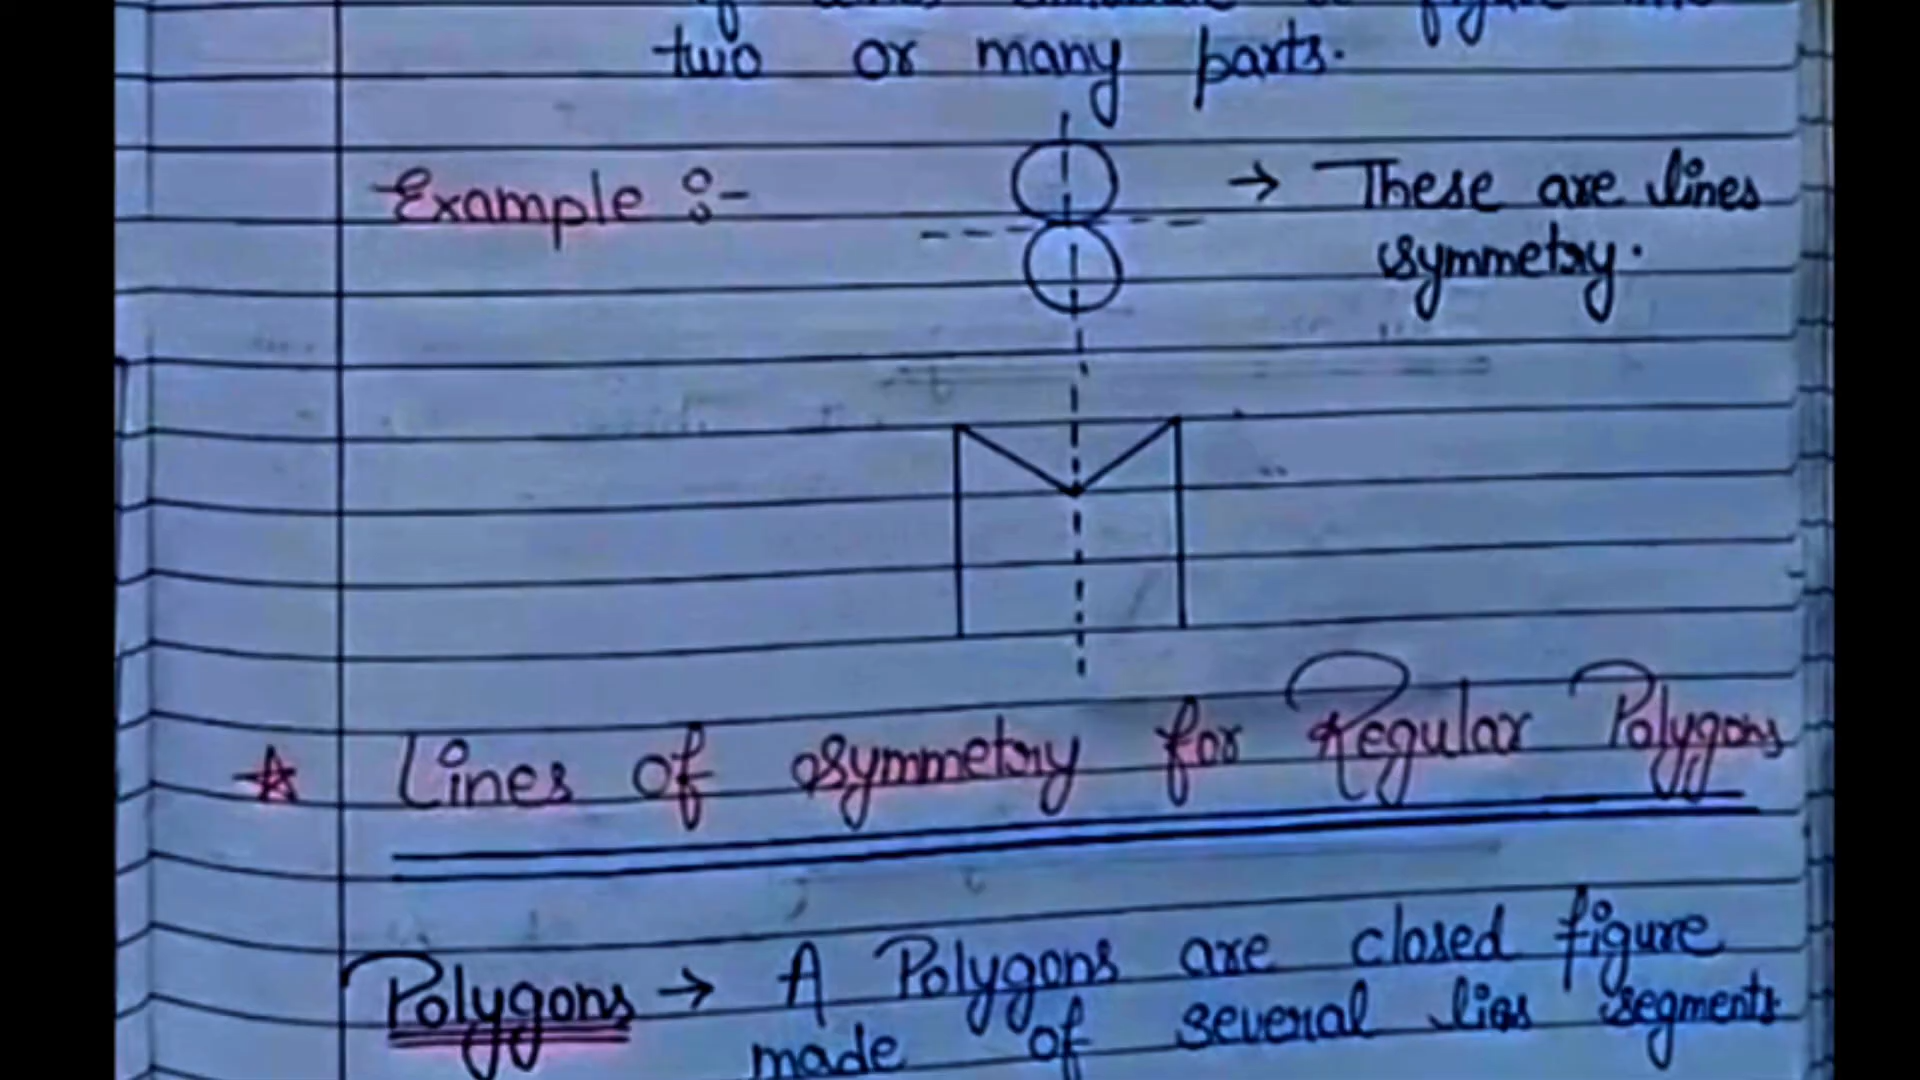 two or many parts.
Example :-
→ These are lines
symmetry.
☆ Lines of symmetry for Regular Polygons
Polygons → A Polygons are closed figure
made of several lies segments